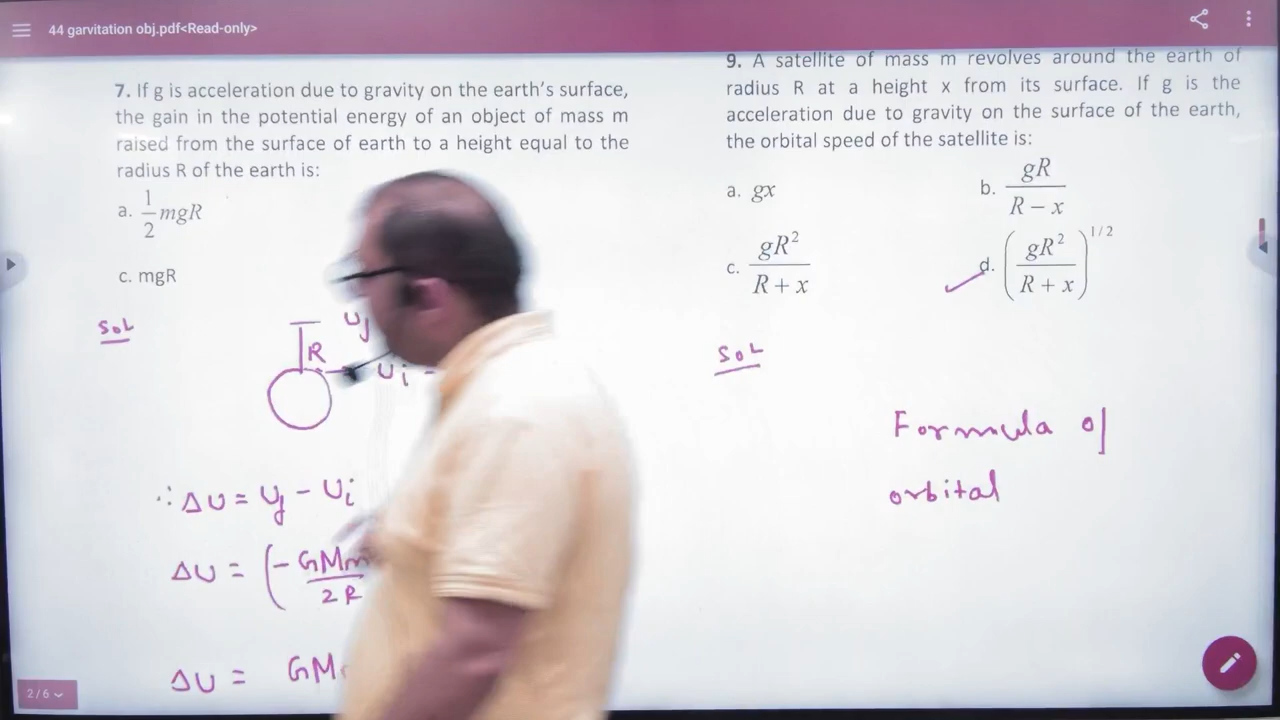 44 garvitation obj.pdf<Read-only>
7. If g is acceleration due to gravity on the earth's surface,
the gain in the potential energy of an object of mass m
raised from the surface of earth to a height equal to the
radius R of the earth is:
a. 1/2 mgR
c. mgR
SOL
R
Uf
Ui -
∴ ΔU = Uf - Ui
ΔU = (-GMm/2R
ΔU = GM
2/6
9. A satellite of mass m revolves around the earth of
radius R at a height x from its surface. If g is the
acceleration due to gravity on the surface of the earth,
the orbital speed of the satellite is:
a. gx
b. gR/R - x
c. gR²/R + x
d. (gR²/R + x)^1/2
SOL
Formula of
orbital